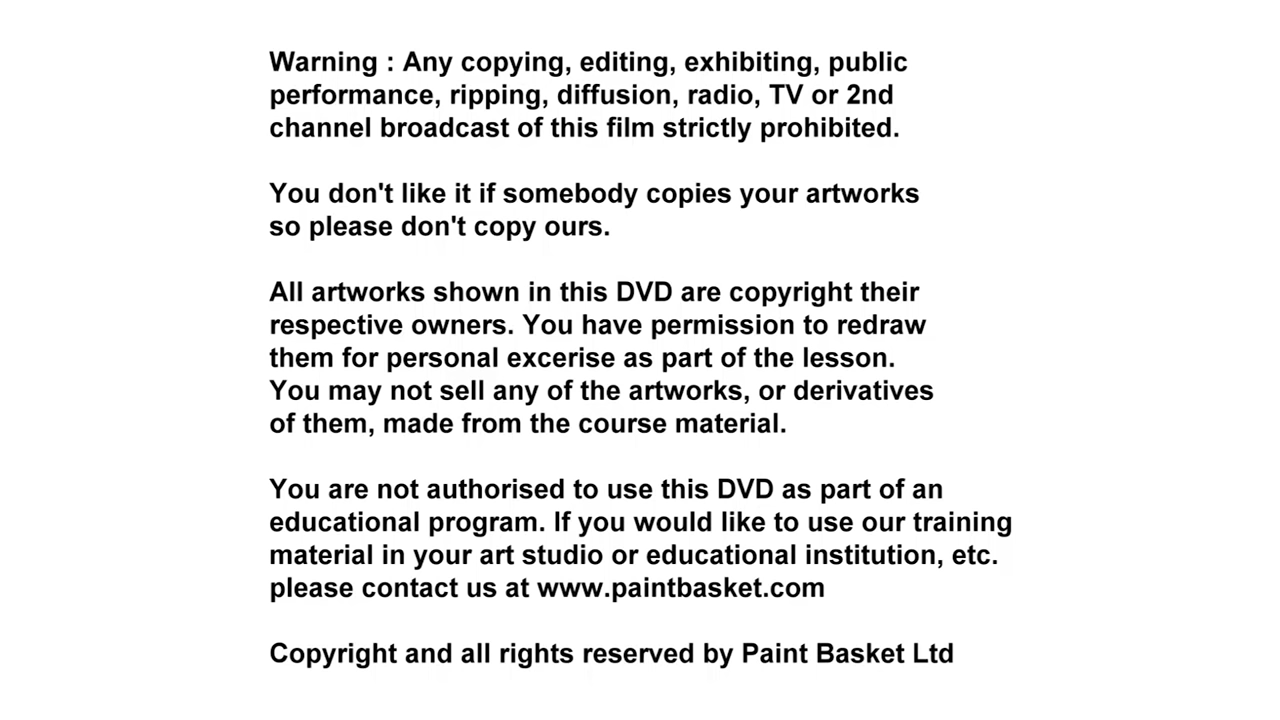 Warning : Any copying, editing, exhibiting, public
performance, ripping, diffusion, radio, TV or 2nd
channel broadcast of this film strictly prohibited.
You don't like it if somebody copies your artworks
so please don't copy ours.
All artworks shown in this DVD are copyright their
respective owners. You have permission to redraw
them for personal excerise as part of the lesson.
You may not sell any of the artworks, or derivatives
of them, made from the course material.
You are not authorised to use this DVD as part of an
educational program. If you would like to use our training
material in your art studio or educational institution, etc.
please contact us at www.paintbasket.com
Copyright and all rights reserved by Paint Basket Ltd